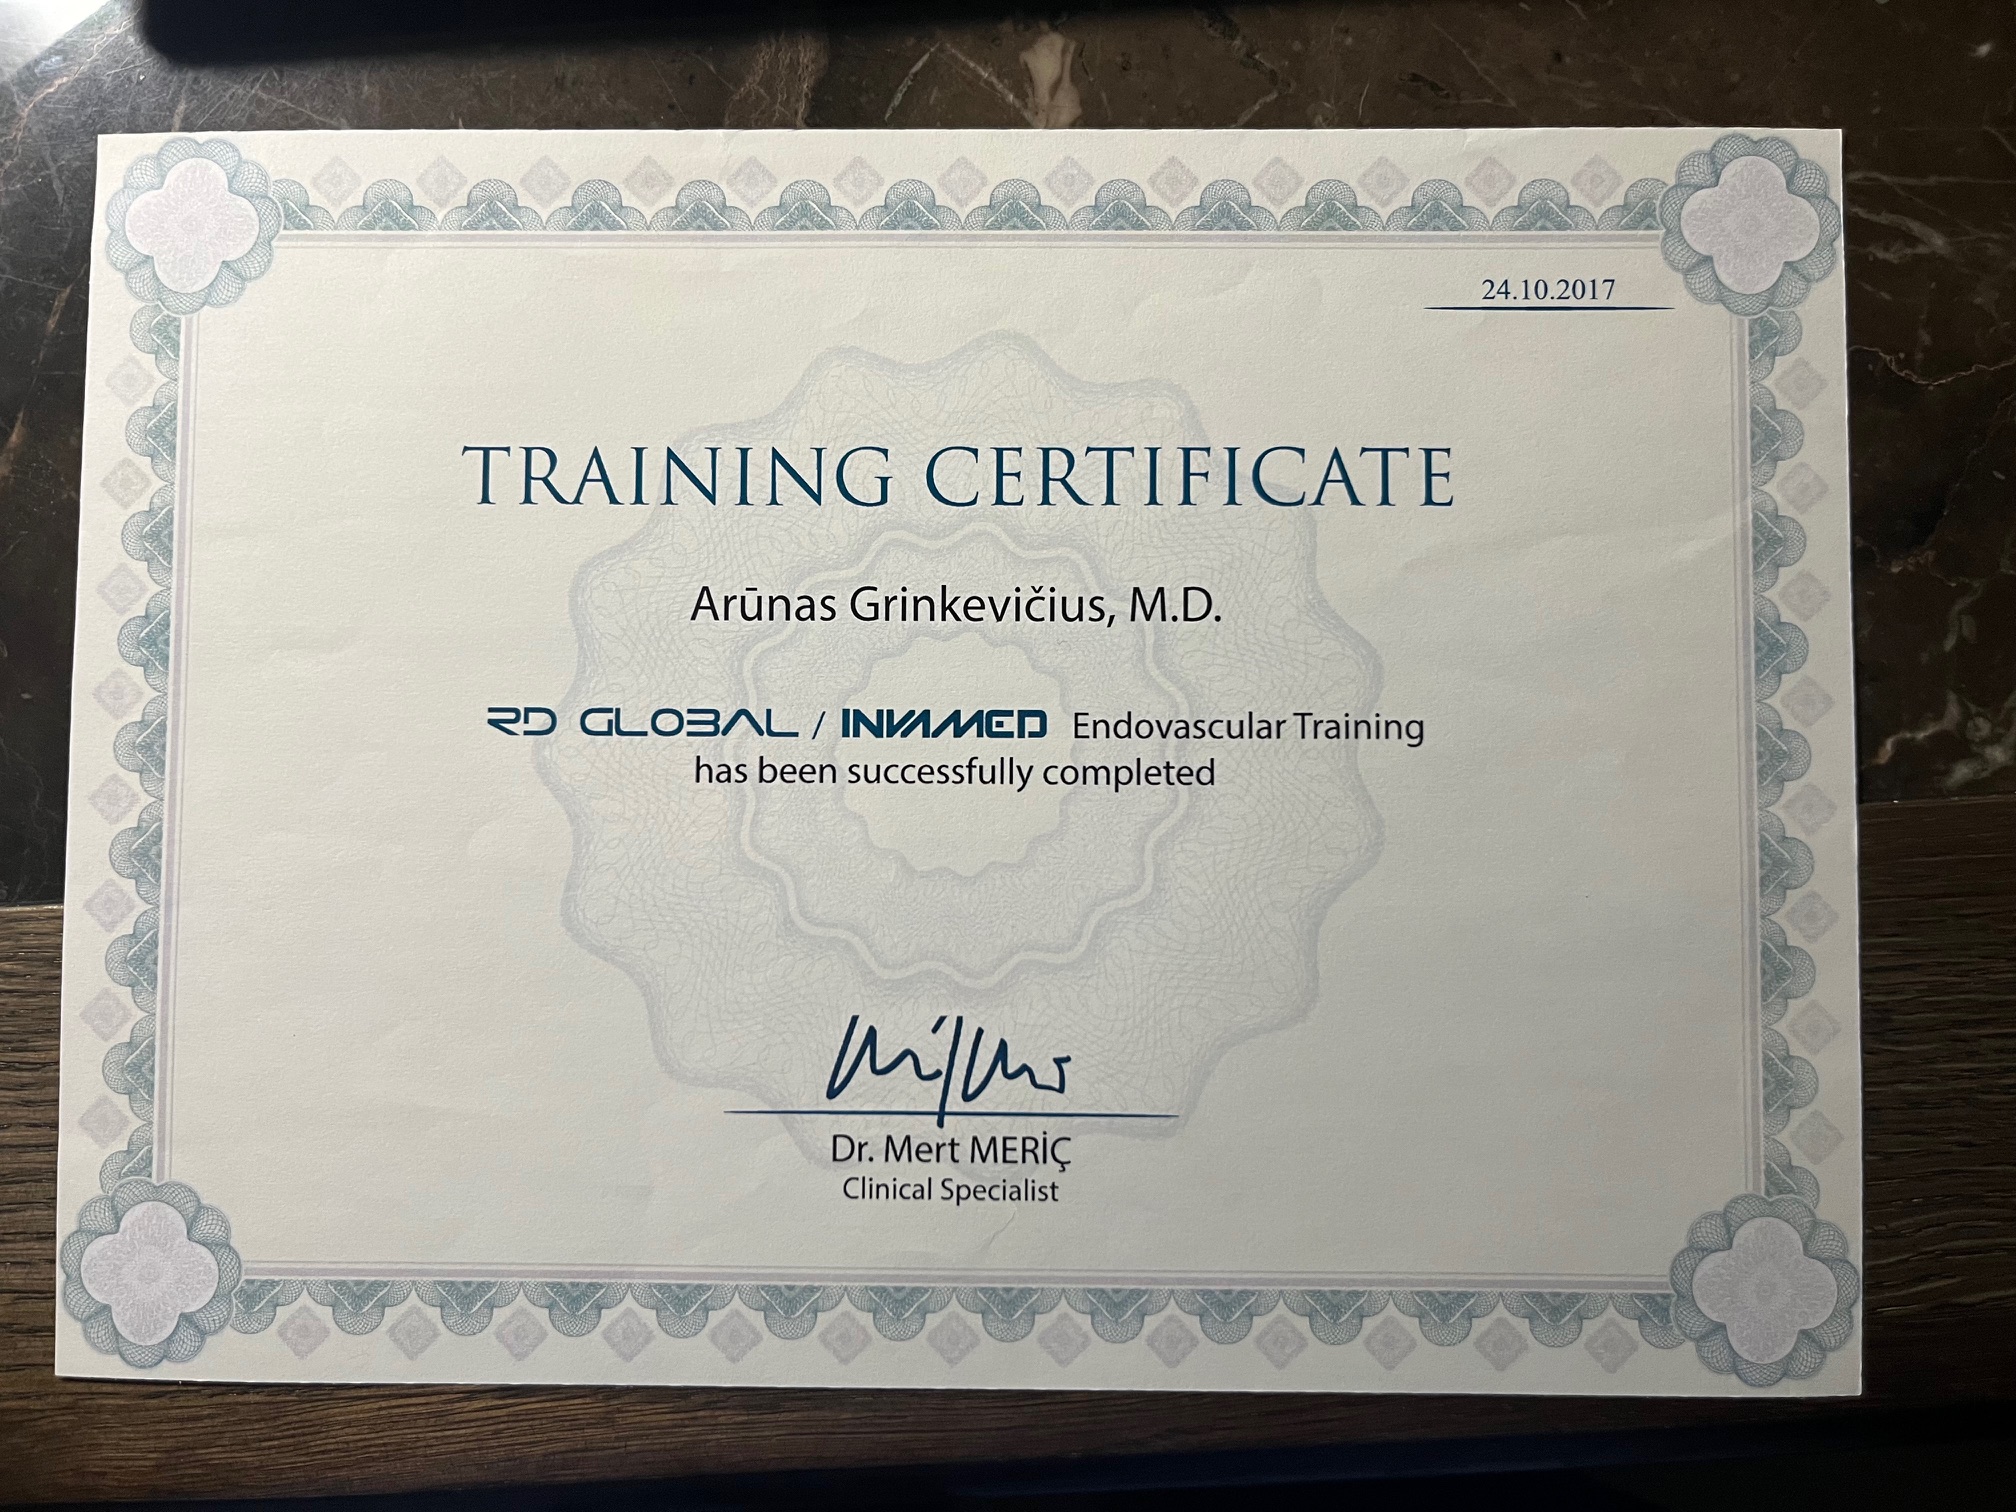 24.10.2017
TRAINING CERTIFICATE
Arūnas Grinkevičius, M.D.
RD GLOBAL / INVAMED Endovascular Training
has been successfully completed
Dr. Mert MERİÇ
Clinical Specialist